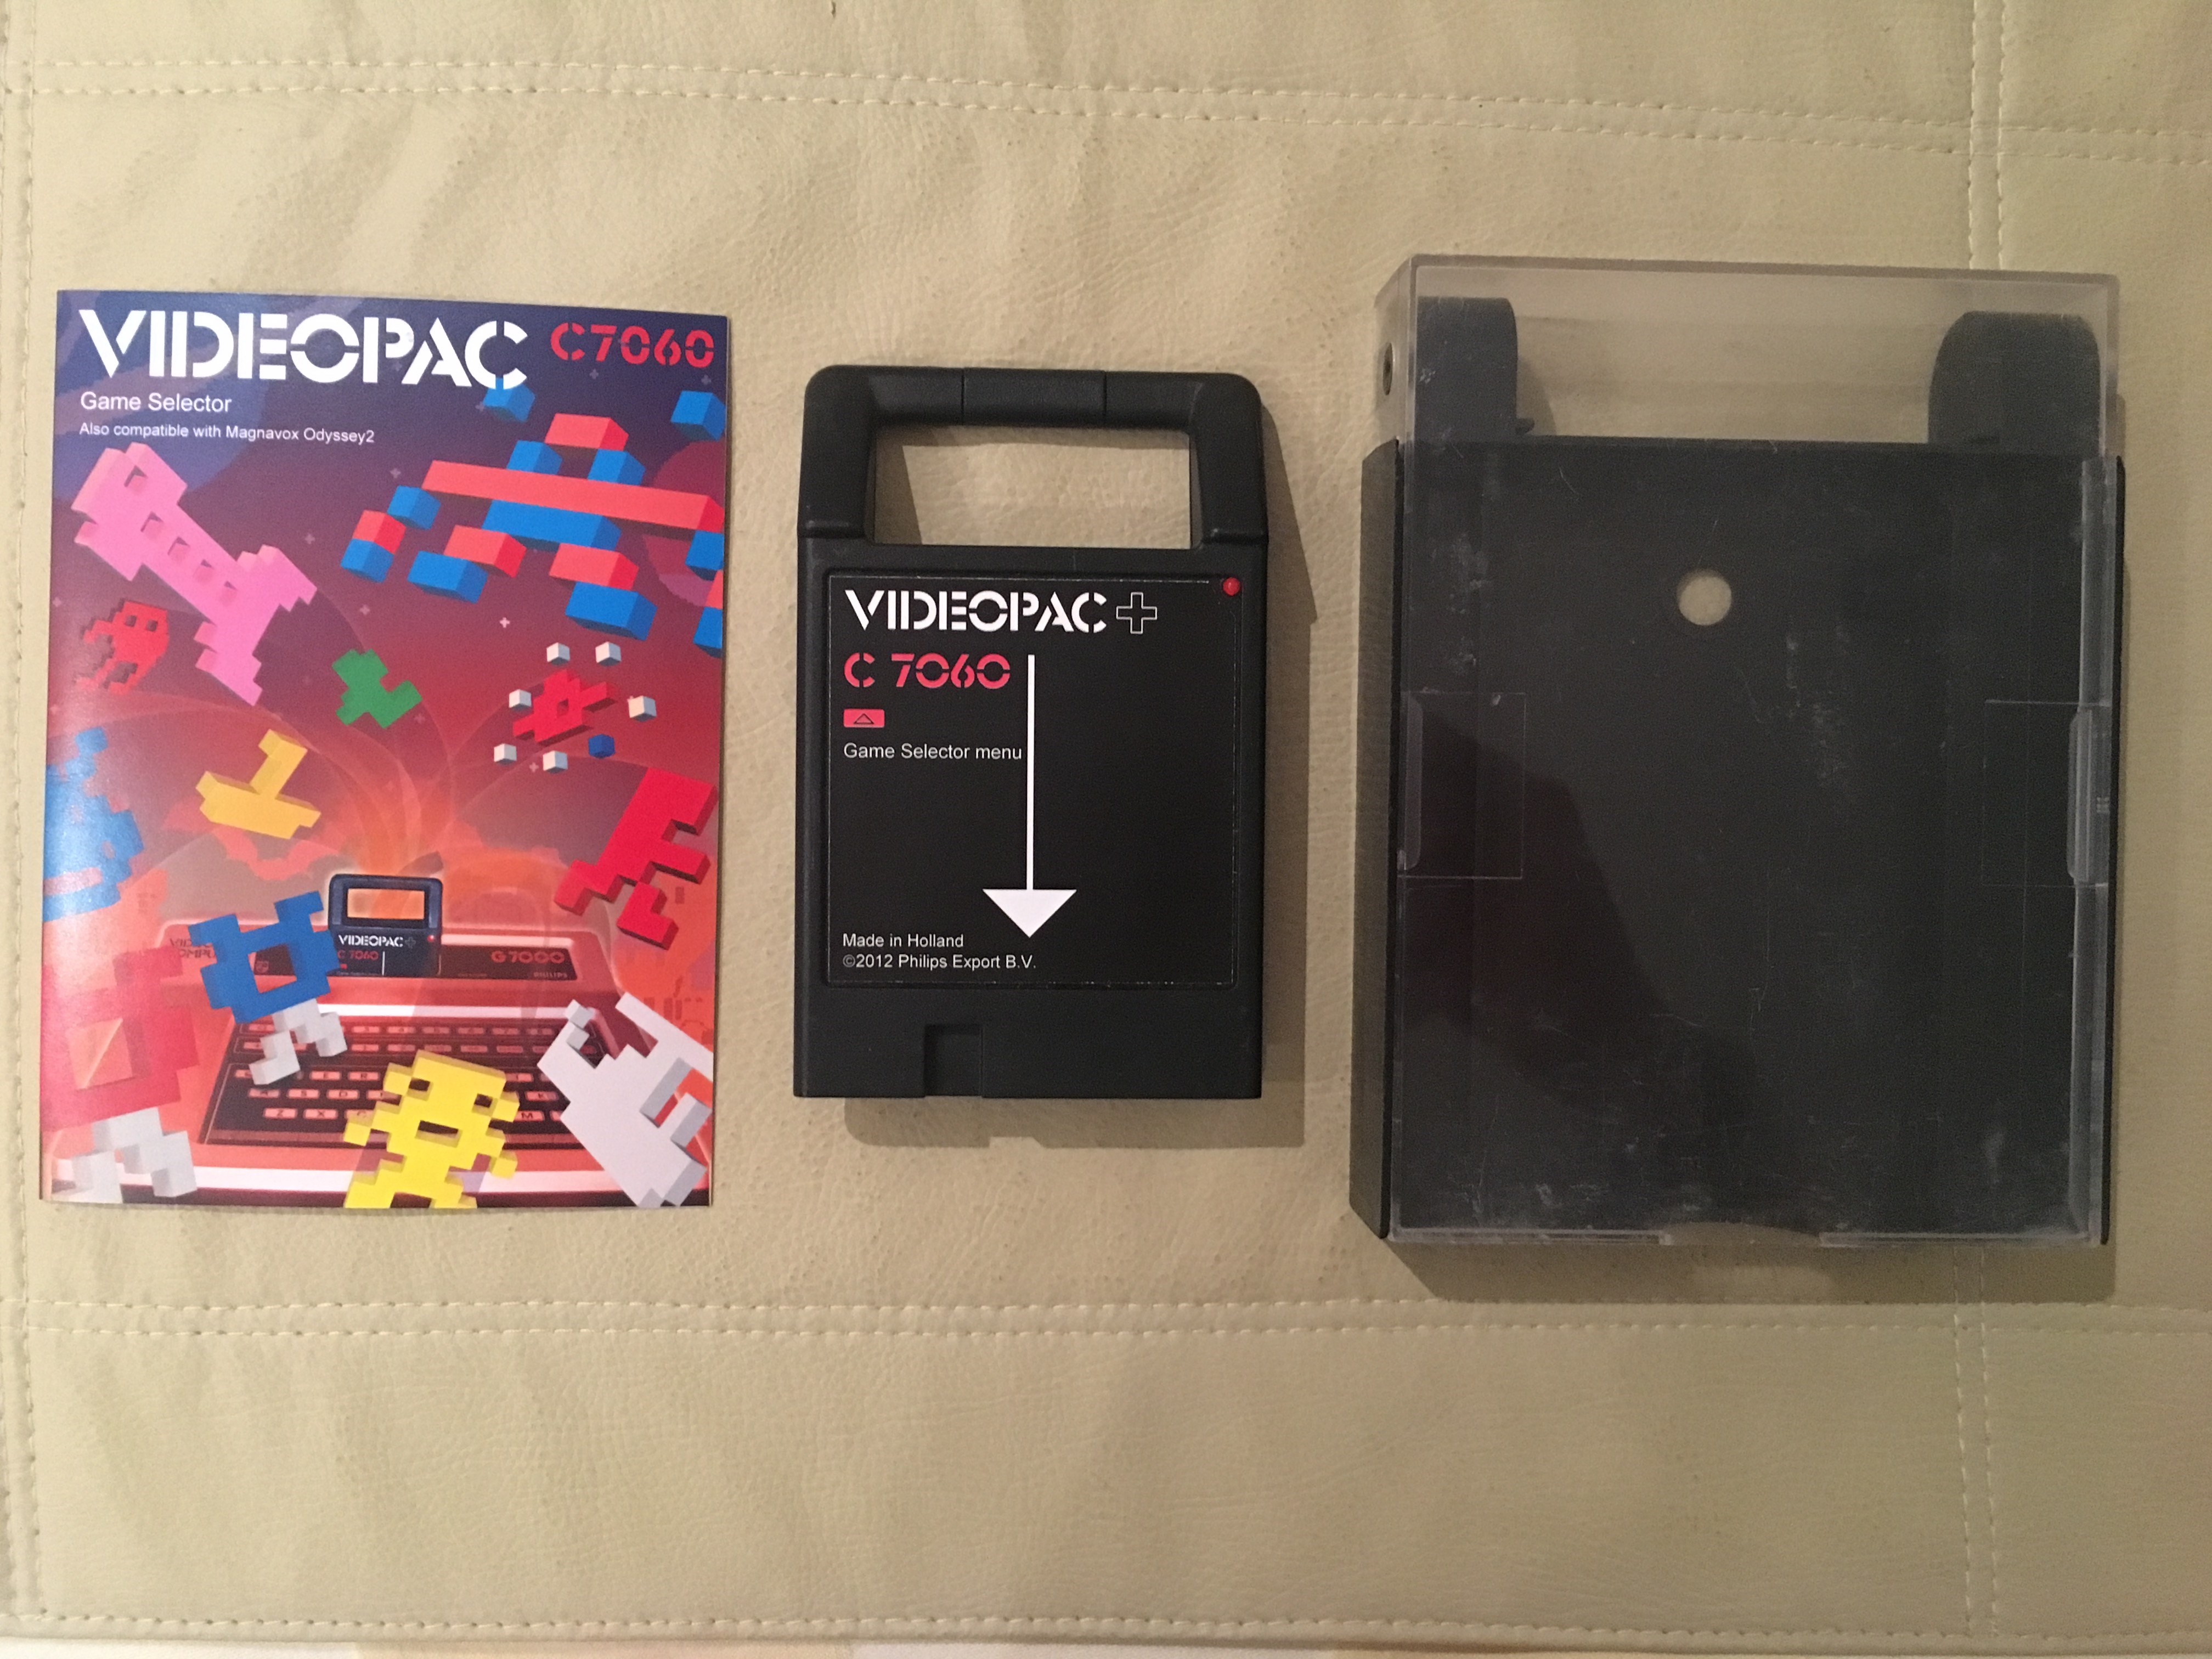 VIDEOPAC C7060
Game Selector
Also compatible with Magnavox Odyssey2
VIDEOPAC+
C 7060
G7000
PHILIPS
A S D
Z X C
M
VIDEOPAC+
C 7060
Game Selector menu
Made in Holland
©2012 Philips Export B.V.